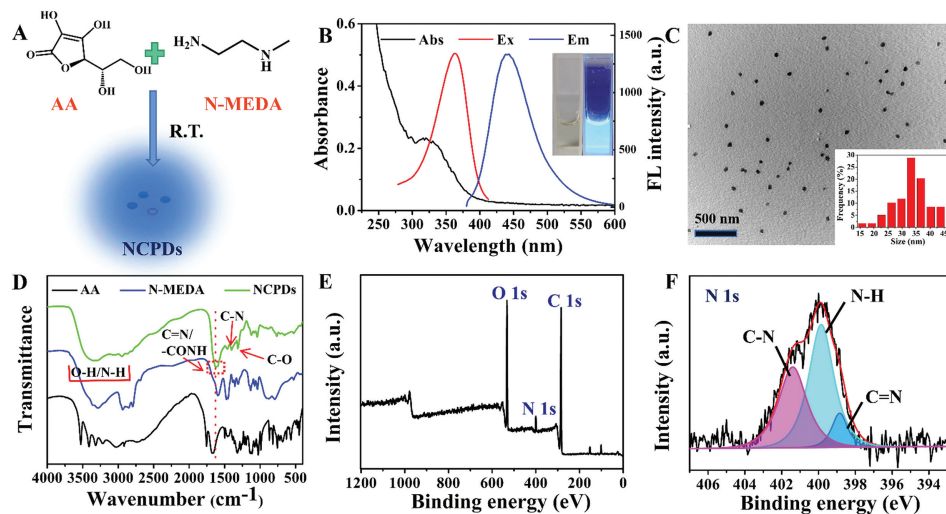 A
HO
OH
O
O
OH
OH
AA
H₂N
N
H
N-MEDA
R.T.
NCPDs
B
Abs Ex Em
0.6
0.4
0.2
0.0
Absorbance
250 300 350 400 450 500 550 600
Wavelength (nm)
1500
1000
500
0
FL intensity (a.u.)
C
500 nm
30
25
20
15
10
5
0
Frequency (%)
15 20 25 30 35 40 45
Size (nm)
D
AA N-MEDA NCPDs
C=N/
-CONH
C-N
C-O
O-H/N-H
Transmittance
4000 3500 3000 2500 2000 1500 1000 500
Wavenumber (cm-1)
E
O 1s
C 1s
N 1s
Intensity (a.u.)
1200 1000 800 600 400 200 0
Binding energy (eV)
F
N 1s
N-H
C-N
C=N
Intensity (a.u.)
406 404 402 400 398 396 394
Binding energy (eV)